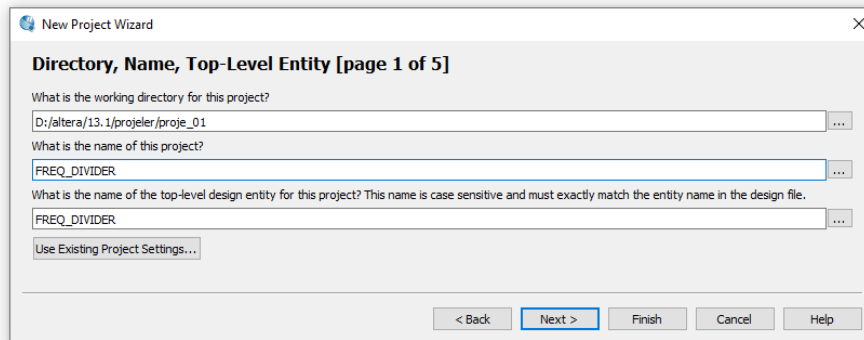 New Project Wizard
Directory, Name, Top-Level Entity [page 1 of 5]
What is the working directory for this project?
D:/altera/13.1/projeler/proje_01
...
What is the name of this project?
FREQ_DIVIDER
...
What is the name of the top-level design entity for this project? This name is case sensitive and must exactly match the entity name in the design file.
FREQ_DIVIDER
...
Use Existing Project Settings...
< Back Next > Finish Cancel Help